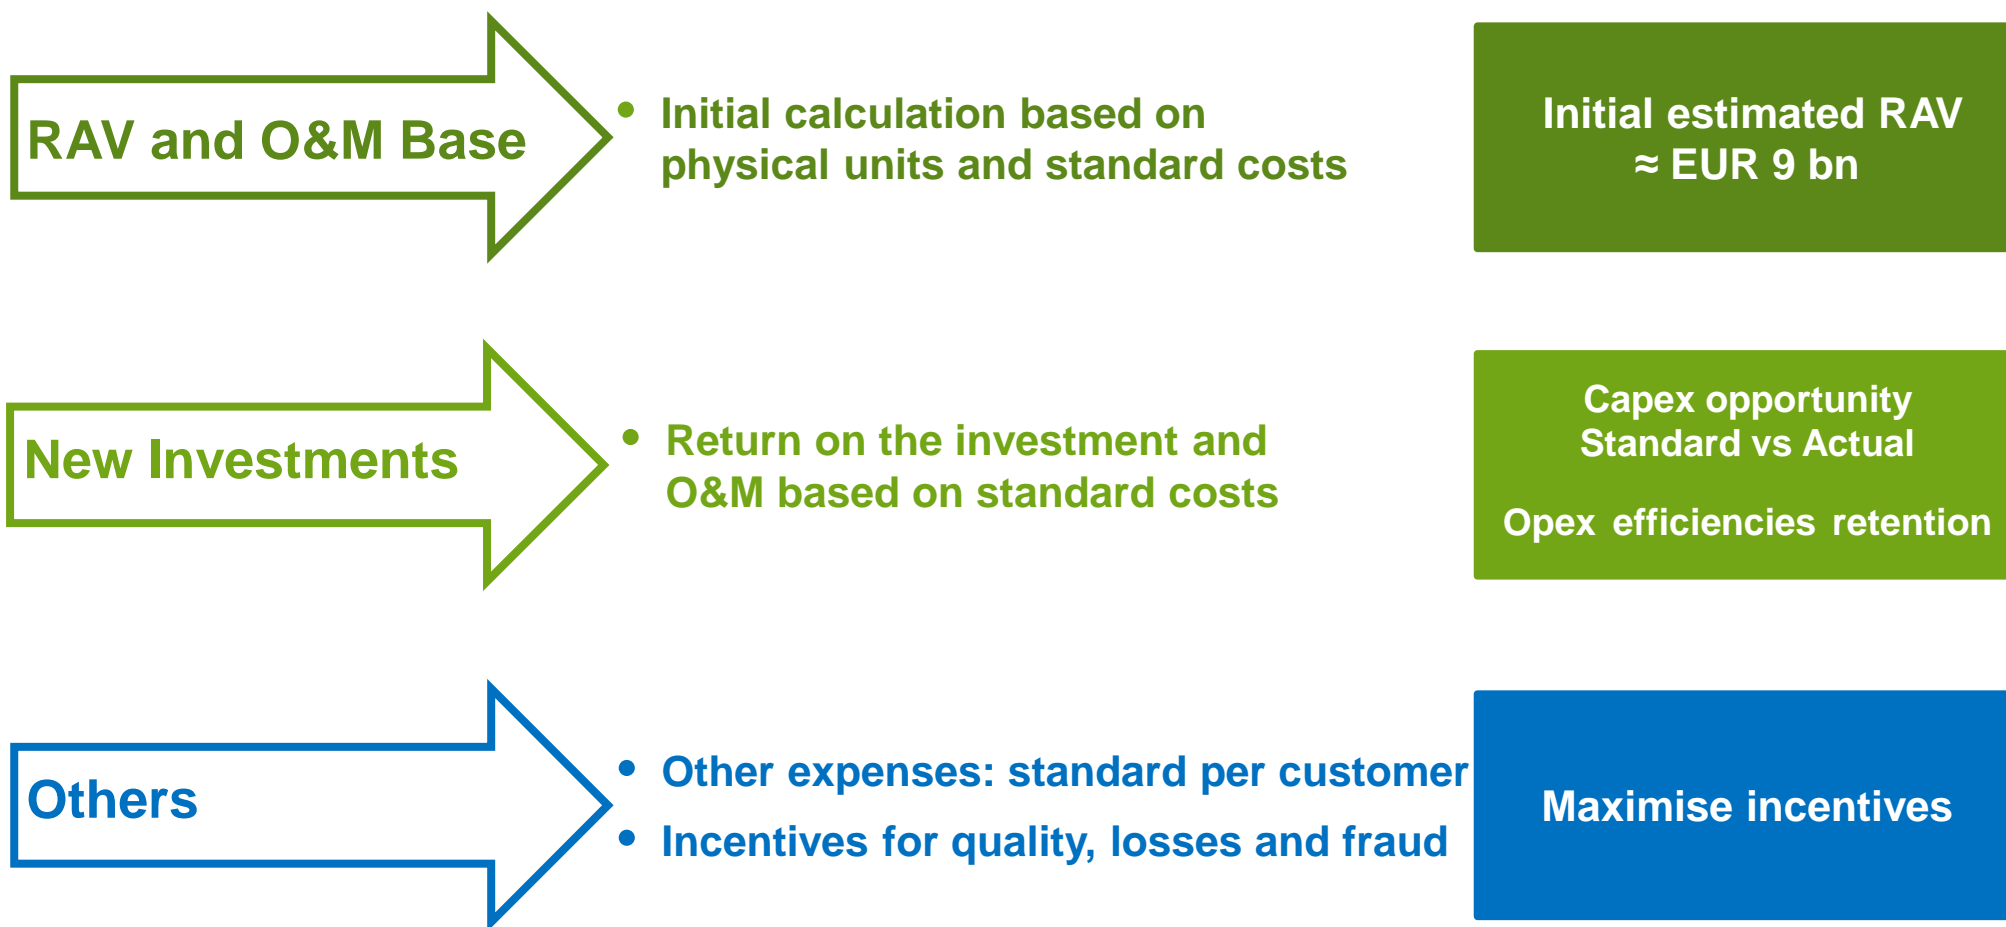 RAV and O&M Base
• Initial calculation based on
physical units and standard costs
Initial estimated RAV
≈ EUR 9 bn
New Investments
• Return on the investment and
O&M based on standard costs
Capex opportunity
Standard vs Actual
Opex efficiencies retention
Others
• Other expenses: standard per customer
• Incentives for quality, losses and fraud
Maximise incentives